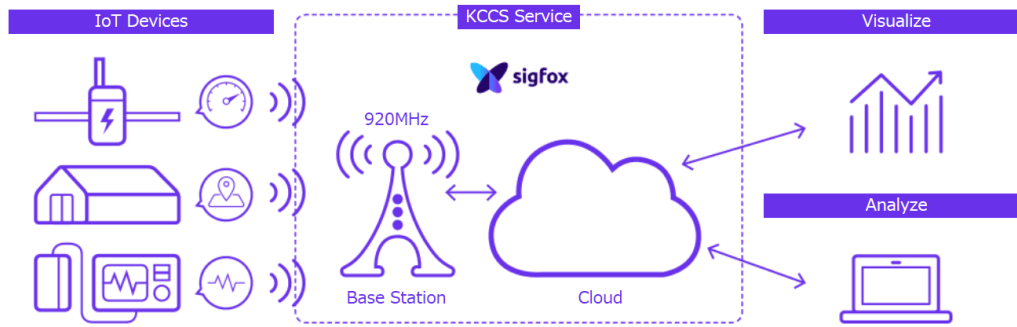 IoT Devices
KCCS Service
Visualize
sigfox
920MHz
Analyze
Base Station
Cloud